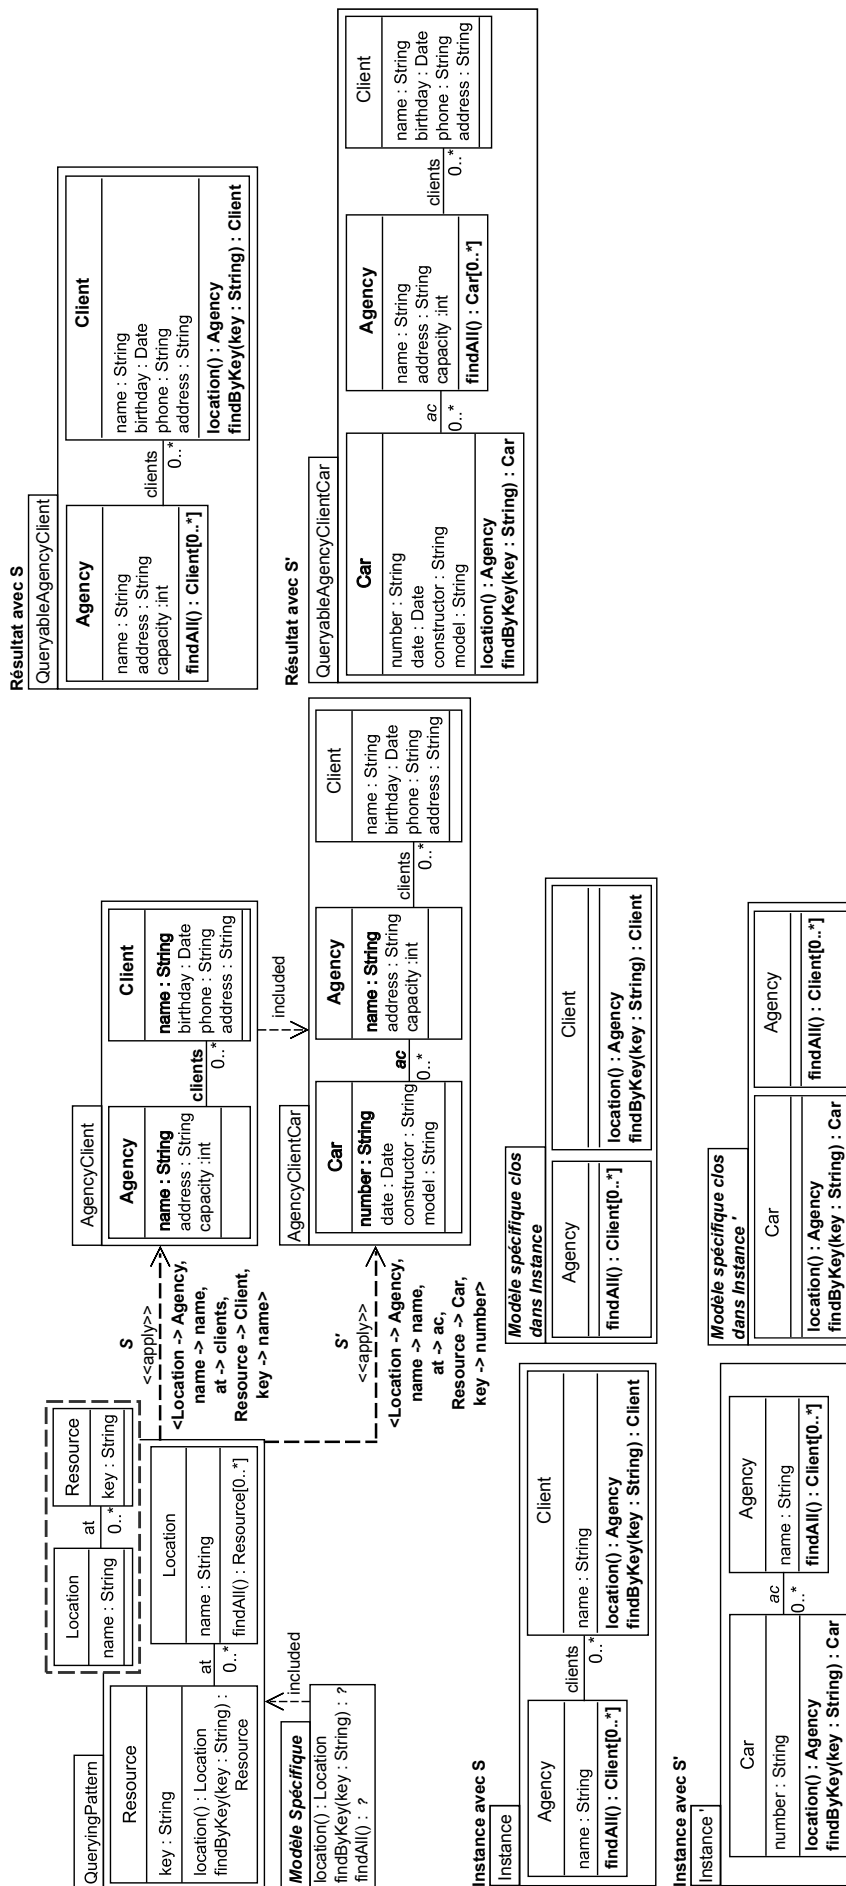 QueryingPattern
Location
name : String
at
0..*
Resource
key : String
Resource
key : String
location() : Location
findByKey(key : String) :
Resource
at
0..*
Location
name : String
findAll() : Resource[0..*]
included
Modèle Spécifique
location() : Location
findByKey(key : String) : ?
findAll() : ?
S
<<apply>>
<Location -> Agency,
name -> name,
at -> clients,
Resource -> Client,
key -> name>
S'
<<apply>>
<Location -> Agency,
name -> name,
at -> ac,
Resource -> Car,
key -> number>
AgencyClient
Agency
name : String
address : String
capacity :int
clients
0..*
Client
name : String
birthday : Date
phone : String
address : String
included
AgencyClientCar
Car
number : String
date : Date
constructor : String
model : String
ac
0..*
Agency
name : String
address : String
capacity :int
clients
0..*
Client
name : String
birthday : Date
phone : String
address : String
Résultat avec S
QueryableAgencyClient
Agency
name : String
address : String
capacity :int
findAll() : Client[0..*]
clients
0..*
Client
name : String
birthday : Date
phone : String
address : String
location() : Agency
findByKey(key : String) : Client
Résultat avec S'
QueryableAgencyClientCar
Car
number : String
date : Date
constructor : String
model : String
location() : Agency
findByKey(key : String) : Car
ac
0..*
Agency
name : String
address : String
capacity :int
findAll() : Car[0..*]
clients
0..*
Client
name : String
birthday : Date
phone : String
address : String
Instance avec S
Instance
Agency
name : String
findAll() : Client[0..*]
clients
0..*
Client
name : String
location() : Agency
findByKey(key : String) : Client
Modèle spécifique clos
dans Instance
Agency
findAll() : Client[0..*]
Client
location() : Agency
findByKey(key : String) : Client
Instance avec S'
Instance '
Car
number : String
location() : Agency
findByKey(key : String) : Car
ac
0..*
Agency
name : String
findAll() : Client[0..*]
Modèle spécifique clos
dans Instance '
Car
location() : Agency
findByKey(key : String) : Car
Agency
findAll() : Client[0..*]